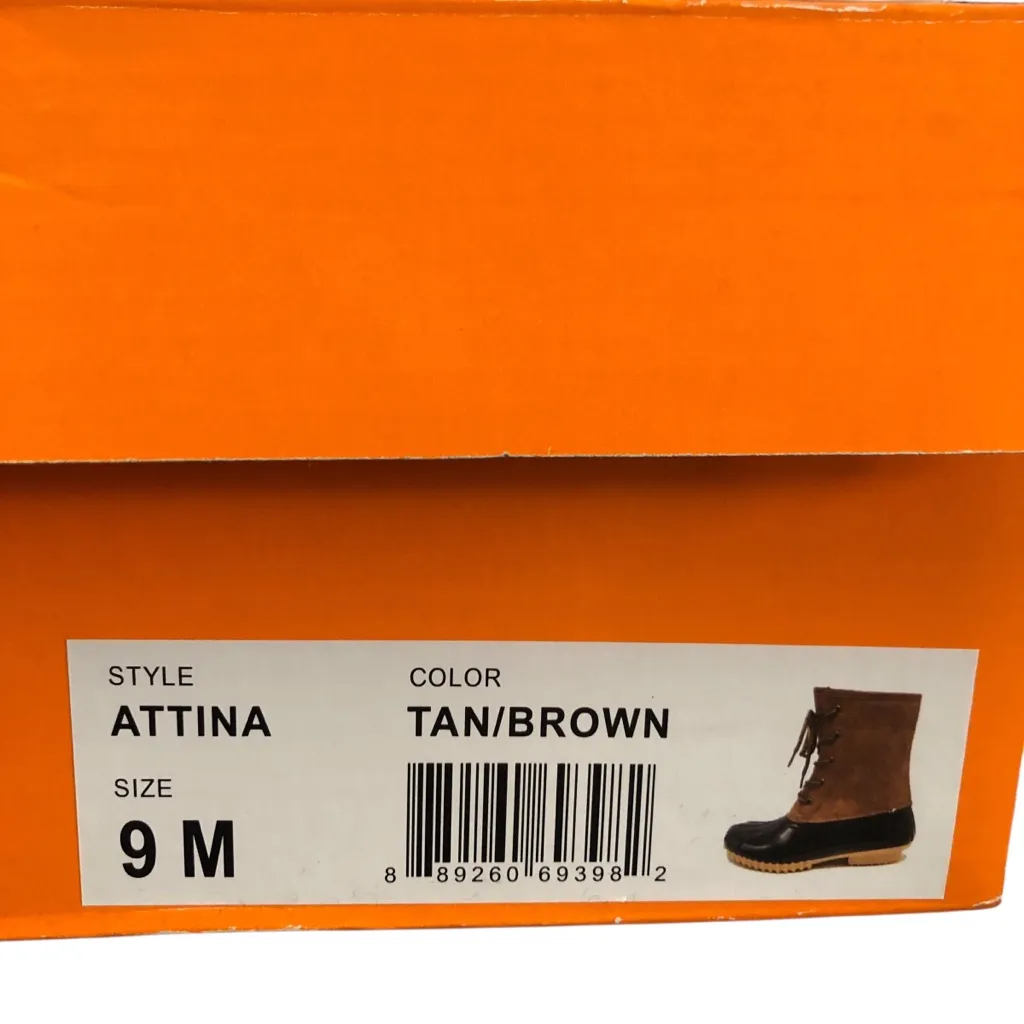 STYLE
ATTINA
COLOR
TAN/BROWN
SIZE
9 M
8 89260 69398 2